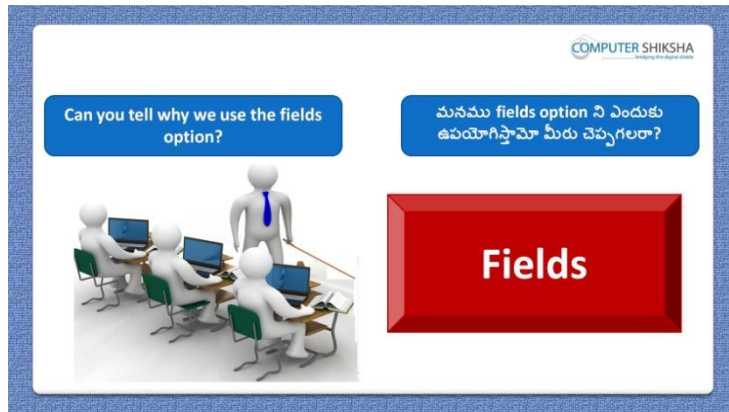 COMPUTER SHIKSHA
bridging the digital divide
Can you tell why we use the fields
option?
మనము fields option ని ఎందుకు
ఉపయోగిస్తామో మీరు చెప్పగలరా?
Fields